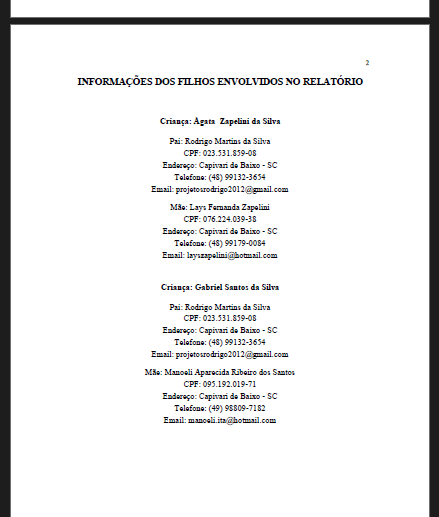 2
INFORMAÇÕES DOS FILHOS ENVOLVIDOS NO RELATÓRIO
Criança: Ágata Zapelini da Silva
Pai: Rodrigo Martins da Silva
CPF: 023.531.859-08
Endereço: Capivari de Baixo - SC
Telefone: (48) 99132-3654
Email: projetosrodrigo2012@gmail.com
Mãe: Lays Fernanda Zapelini
CPF: 076.224.039-38
Endereço: Capivari de Baixo - SC
Telefone: (48) 99179-0084
Email: layszapelini@hotmail.com
Criança: Gabriel Santos da Silva
Pai: Rodrigo Martins da Silva
CPF: 023.531.859-08
Endereço: Capivari de Baixo - SC
Telefone: (48) 99132-3654
Email: projetosrodrigo2012@gmail.com
Mãe: Manoeli Aparecida Ribeiro dos Santos
CPF: 095.192.019-71
Endereço: Capivari de Baixo - SC
Telefone: (49) 98809-7182
Email: manoeli.ita@hotmail.com